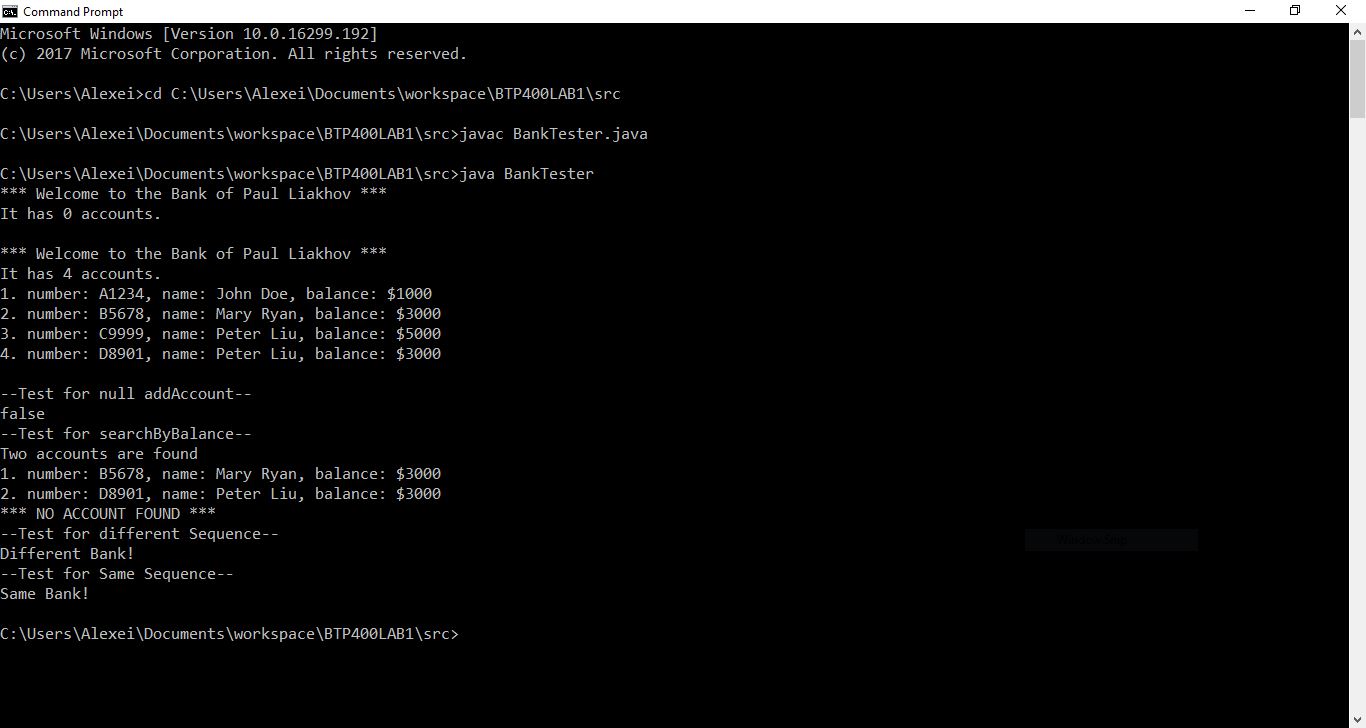 Command Prompt
Microsoft Windows [Version 10.0.16299.192]
(c) 2017 Microsoft Corporation. All rights reserved.
C:\Users\Alexei>cd C:\Users\Alexei\Documents\workspace\BTP400LAB1\src
C:\Users\Alexei\Documents\workspace\BTP400LAB1\src>javac BankTester.java
C:\Users\Alexei\Documents\workspace\BTP400LAB1\src>java BankTester
*** Welcome to the Bank of Paul Liakhov ***
It has 0 accounts.
*** Welcome to the Bank of Paul Liakhov ***
It has 4 accounts.
1. number: A1234, name: John Doe, balance: $1000
2. number: B5678, name: Mary Ryan, balance: $3000
3. number: C9999, name: Peter Liu, balance: $5000
4. number: D8901, name: Peter Liu, balance: $3000
--Test for null addAccount--
false
--Test for searchByBalance--
Two accounts are found
1. number: B5678, name: Mary Ryan, balance: $3000
2. number: D8901, name: Peter Liu, balance: $3000
*** NO ACCOUNT FOUND ***
--Test for different Sequence--
Different Bank!
Window Snip
--Test for Same Sequence--
Same Bank!
C:\Users\Alexei\Documents\workspace\BTP400LAB1\src>